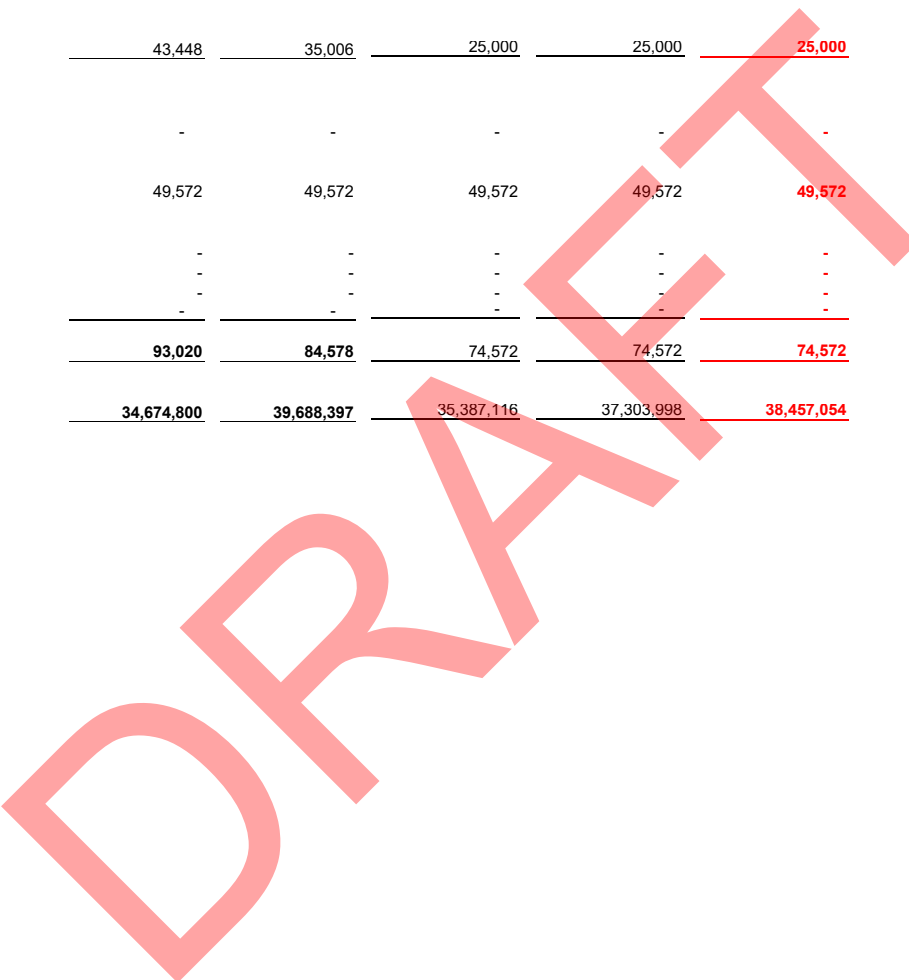 43,448 35,006 25,000 25,000 25,000
- - - - -
49,572 49,572 49,572 49,572 49,572
- - - - -
- - - - -
- - - - -
- - - - -
93,020 84,578 74,572 74,572 74,572
34,674,800 39,688,397 35,387,116 37,303,998 38,457,054
DRAFT